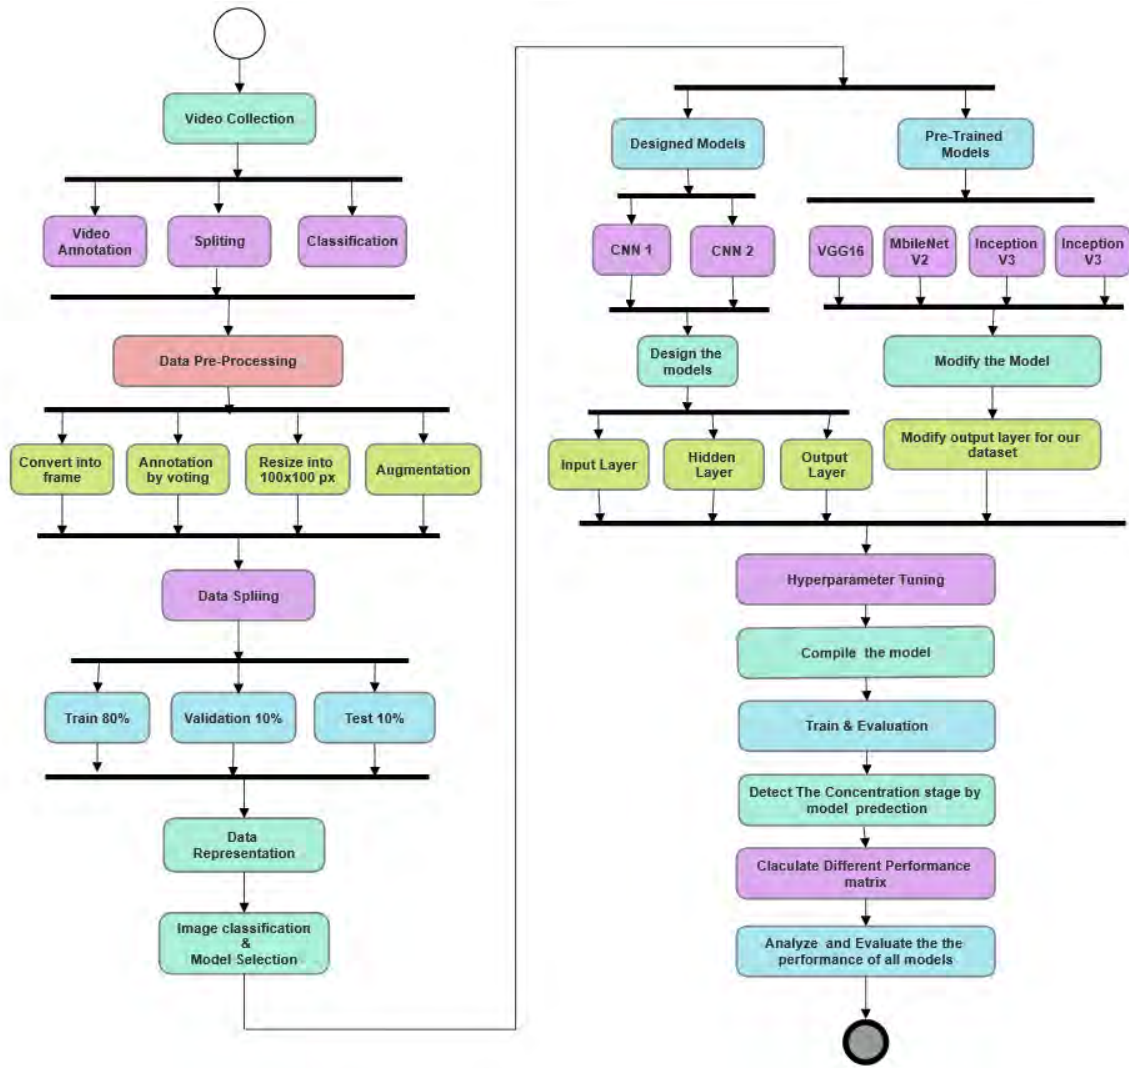 Video Collection
Video
Annotation
Spliting
Classification
Data Pre-Processing
Convert into
frame
Annotation
by voting
Resize into
100x100 px
Augmentation
Data Spliing
Train 80%
Validation 10%
Test 10%
Data
Representation
Image classification
&
Model Selection
Designed Models
Pre-Trained
Models
CNN 1
CNN 2
VGG16
MbileNet
V2
Inception
V3
Inception
V3
Design the
models
Modify the Model
Input Layer
Hidden
Layer
Output
Layer
Modify output layer for our
dataset
Hyperparameter Tuning
Compile the model
Train & Evaluation
Detect The Concentration stage by
model predection
Claculate Different Performance
matrix
Analyze and Evaluate the the
performance of all models